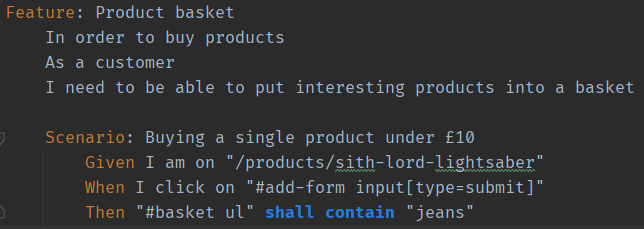 Feature: Product basket
In order to buy products
As a customer
I need to be able to put interesting products into a basket
Scenario: Buying a single product under £10
Given I am on "/products/sith-lord-lightsaber"
When I click on "#add-form input[type=submit]"
Then "#basket ul" shall contain "jeans"